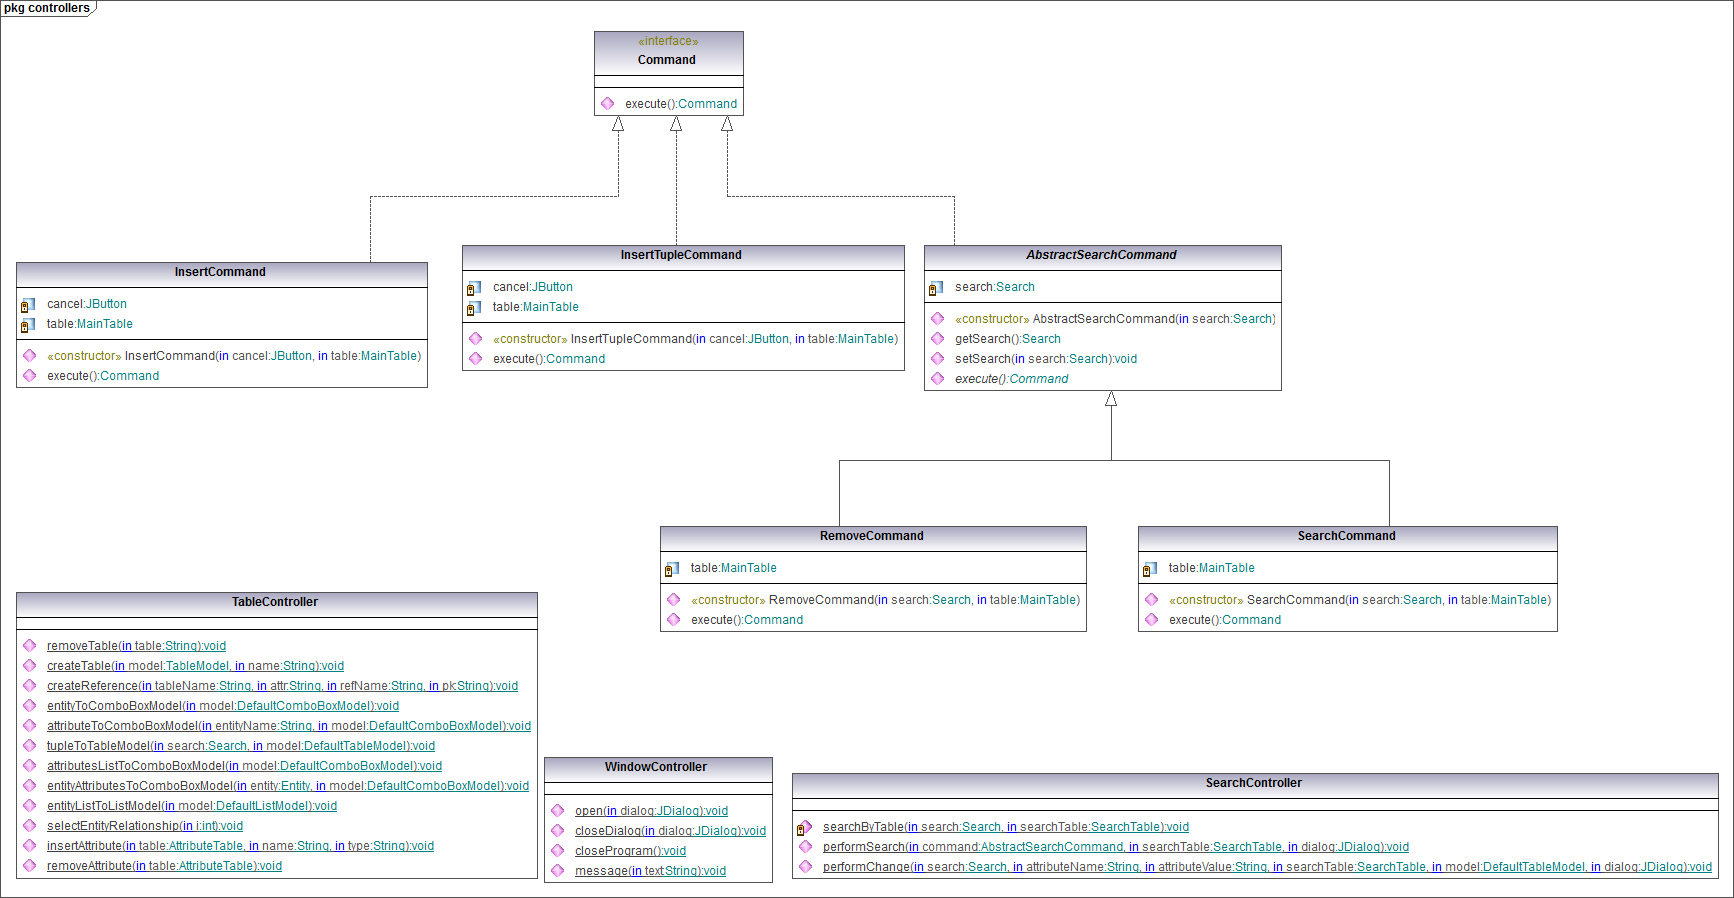 pkg controllers
«interface»
Command
execute():Command
InsertCommand
cancel:JButton
table:MainTable
«constructor» InsertCommand(in cancel:JButton, in table:MainTable)
execute():Command
InsertTupleCommand
cancel:JButton
table:MainTable
«constructor» InsertTupleCommand(in cancel:JButton, in table:MainTable)
execute():Command
AbstractSearchCommand
search:Search
«constructor» AbstractSearchCommand(in search:Search)
getSearch():Search
setSearch(in search:Search):void
execute():Command
RemoveCommand
table:MainTable
«constructor» RemoveCommand(in search:Search, in table:MainTable)
execute():Command
SearchCommand
table:MainTable
«constructor» SearchCommand(in search:Search, in table:MainTable)
execute():Command
TableController
removeTable(in table:String):void
createTable(in model:TableModel, in name:String):void
createReference(in tableName:String, in attr:String, in refName:String, in pk:String):void
entityToComboBoxModel(in model:DefaultComboBoxModel):void
attributeToComboBoxModel(in entityName:String, in model:DefaultComboBoxModel):void
tupleToTableModel(in search:Search, in model:DefaultTableModel):void
attributesListToComboBoxModel(in model:DefaultComboBoxModel):void
entityAttributesToComboBoxModel(in entity:Entity, in model:DefaultComboBoxModel):void
entityListToListModel(in model:DefaultListModel):void
selectEntityRelationship(in i:int):void
insertAttribute(in table:AttributeTable, in name:String, in type:String):void
removeAttribute(in table:AttributeTable):void
WindowController
open(in dialog:JDialog):void
closeDialog(in dialog:JDialog):void
closeProgram():void
message(in text:String):void
SearchController
searchByTable(in search:Search, in searchTable:SearchTable):void
performSearch(in command:AbstractSearchCommand, in searchTable:SearchTable, in dialog:JDialog):void
performChange(in search:Search, in attributeName:String, in attributeValue:String, in searchTable:SearchTable, in model:DefaultTableModel, in dialog:JDialog):void